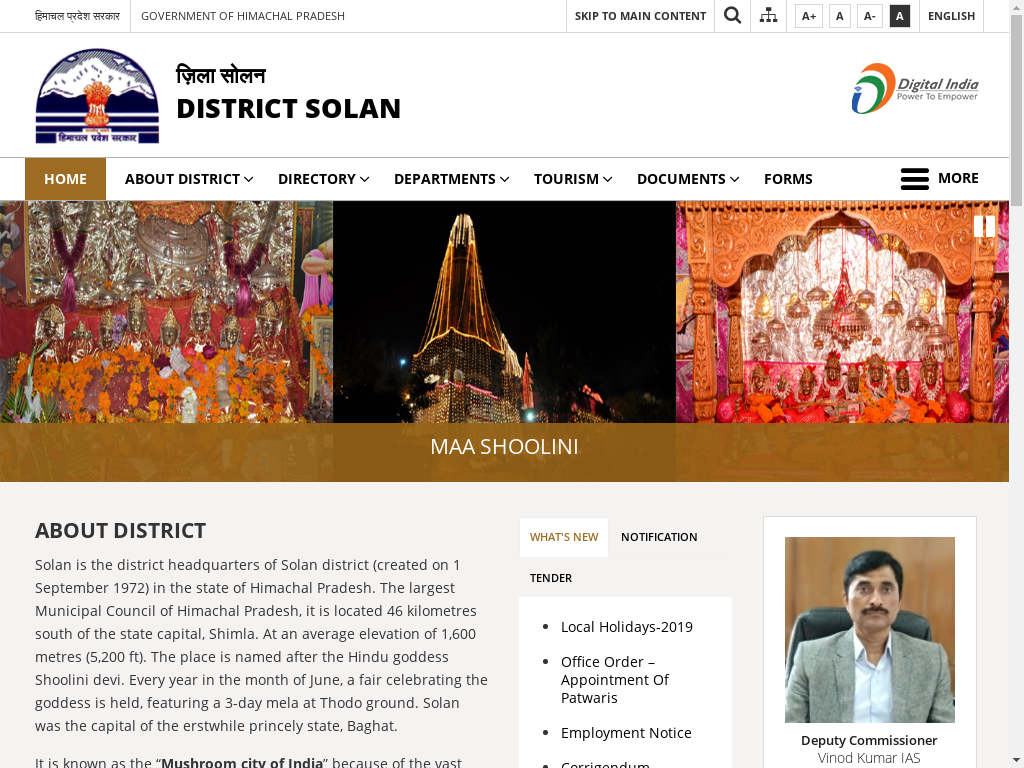 हिमाचल प्रदेश सरकार
GOVERNMENT OF HIMACHAL PRADESH
SKIP TO MAIN CONTENT
A+
A
A-
A
ENGLISH
हिमाचल प्रदेश सरकार
ज़िला सोलन
DISTRICT SOLAN
Digital India
Power To Empower
HOME
ABOUT DISTRICT
DIRECTORY
DEPARTMENTS
TOURISM
DOCUMENTS
FORMS
MORE
MAA SHOOLINI
ABOUT DISTRICT
Solan is the district headquarters of Solan district (created on 1
September 1972) in the state of Himachal Pradesh. The largest
Municipal Council of Himachal Pradesh, it is located 46 kilometres
south of the state capital, Shimla. At an average elevation of 1,600
metres (5,200 ft). The place is named after the Hindu goddess
Shoolini devi. Every year in the month of June, a fair celebrating the
goddess is held, featuring a 3-day mela at Thodo ground. Solan
was the capital of the erstwhile princely state, Baghat.
It is known as the “Mushroom city of India” because of the vast
WHAT'S NEW
NOTIFICATION
TENDER
Local Holidays-2019
Office Order –
Appointment Of
Patwaris
Employment Notice
Corrigendum
Deputy Commissioner
Vinod Kumar IAS